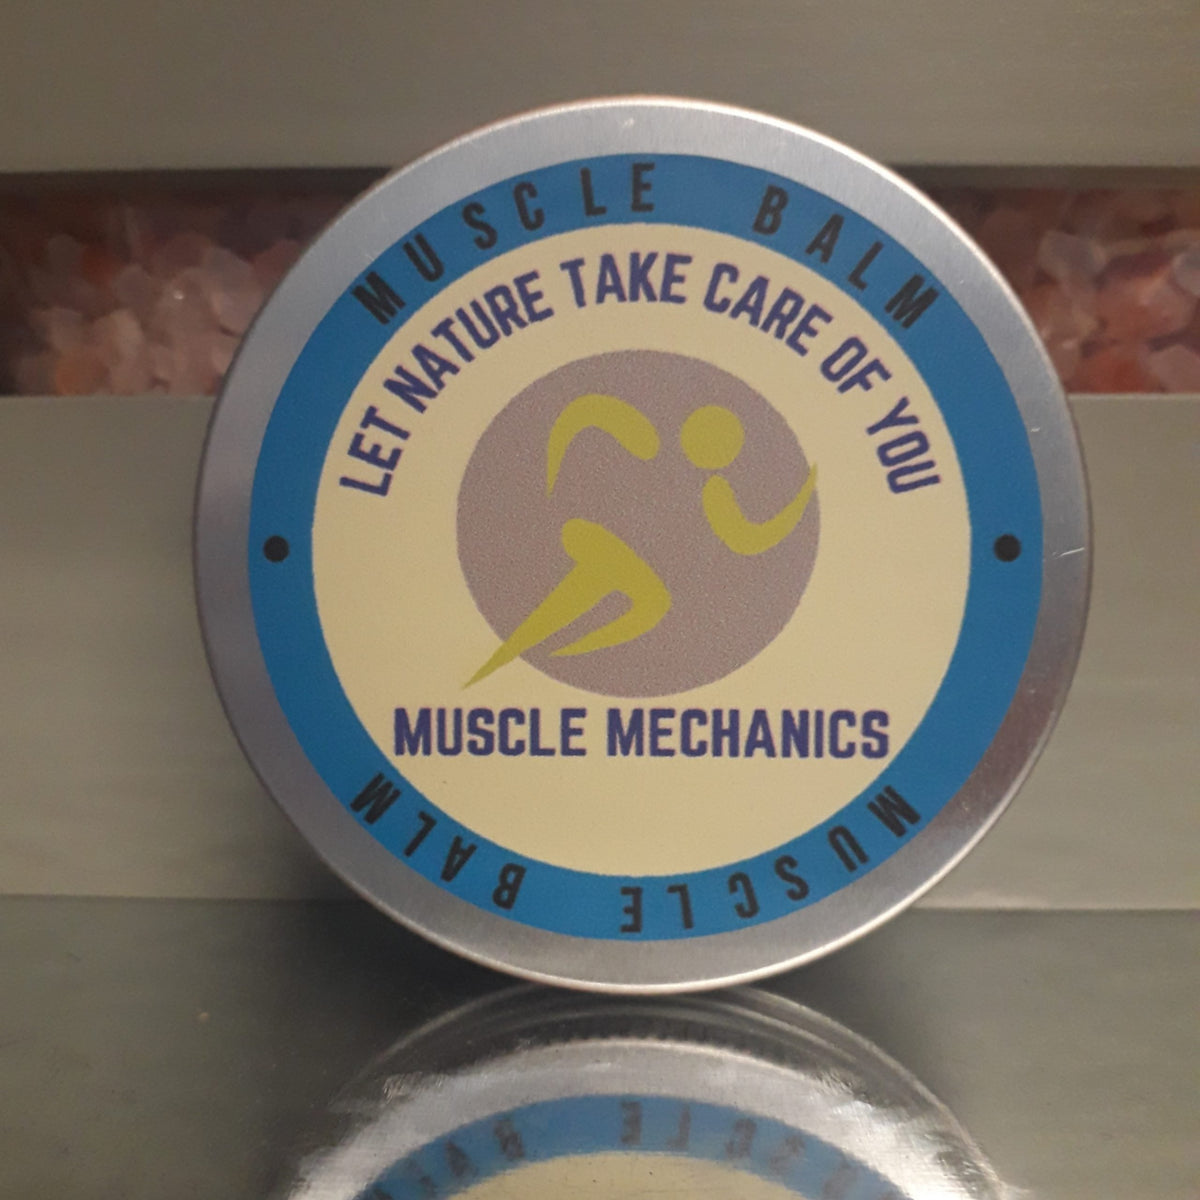 MUSCLE BALM
LET NATURE TAKE CARE OF YOU
MUSCLE MECHANICS
MUSCLE BALM